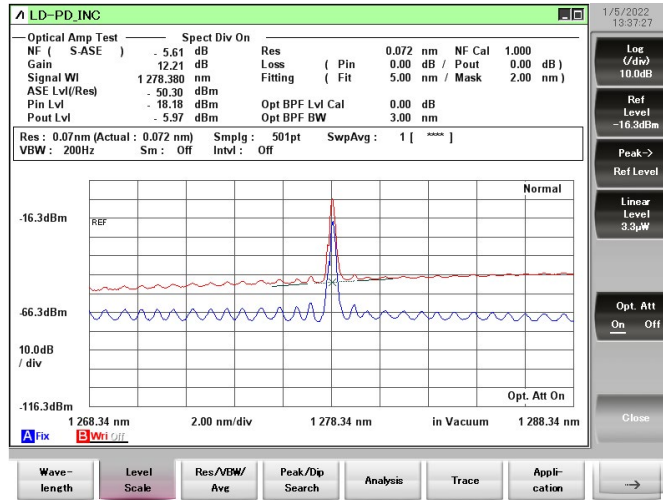 LD-PD_INC
1/5/2022
13:37:27
Optical Amp Test Spect Div On
NF ( S-ASE ) - 5.61 dB Res 0.072 nm NF Cal 1.000
Gain 12.21 dB Loss ( Pin 0.00 dB / Pout 0.00 dB )
Signal Wl 1 278.380 nm Fitting ( Fit 5.00 nm / Mask 2.00 nm )
ASE Lvl(/Res) - 50.30 dBm
Pin Lvl - 18.18 dBm Opt BPF Lvl Cal 0.00 dB
Pout Lvl - 5.97 dBm Opt BPF BW 3.00 nm
Res : 0.07nm (Actual : 0.072 nm) Smplg : 501pt SwpAvg : 1 [ **** ]
VBW : 200Hz Sm : Off Intvl : Off
Normal
-16.3dBm
REF
-66.3dBm
10.0dB
/ div
Opt. Att On
-116.3dBm
1 268.34 nm 2.00 nm/div 1 278.34 nm in Vacuum 1 288.34 nm
A Fix B Wri Off
Log
(/div)
10.0dB
Ref
Level
-16.3dBm
Peak->
Ref Level
Linear
Level
3.3µW
Opt. Att
On Off
Close
Wave-
length
Level
Scale
Res/VBW/
Avg
Peak/Dip
Search
Analysis
Trace
Appli-
cation